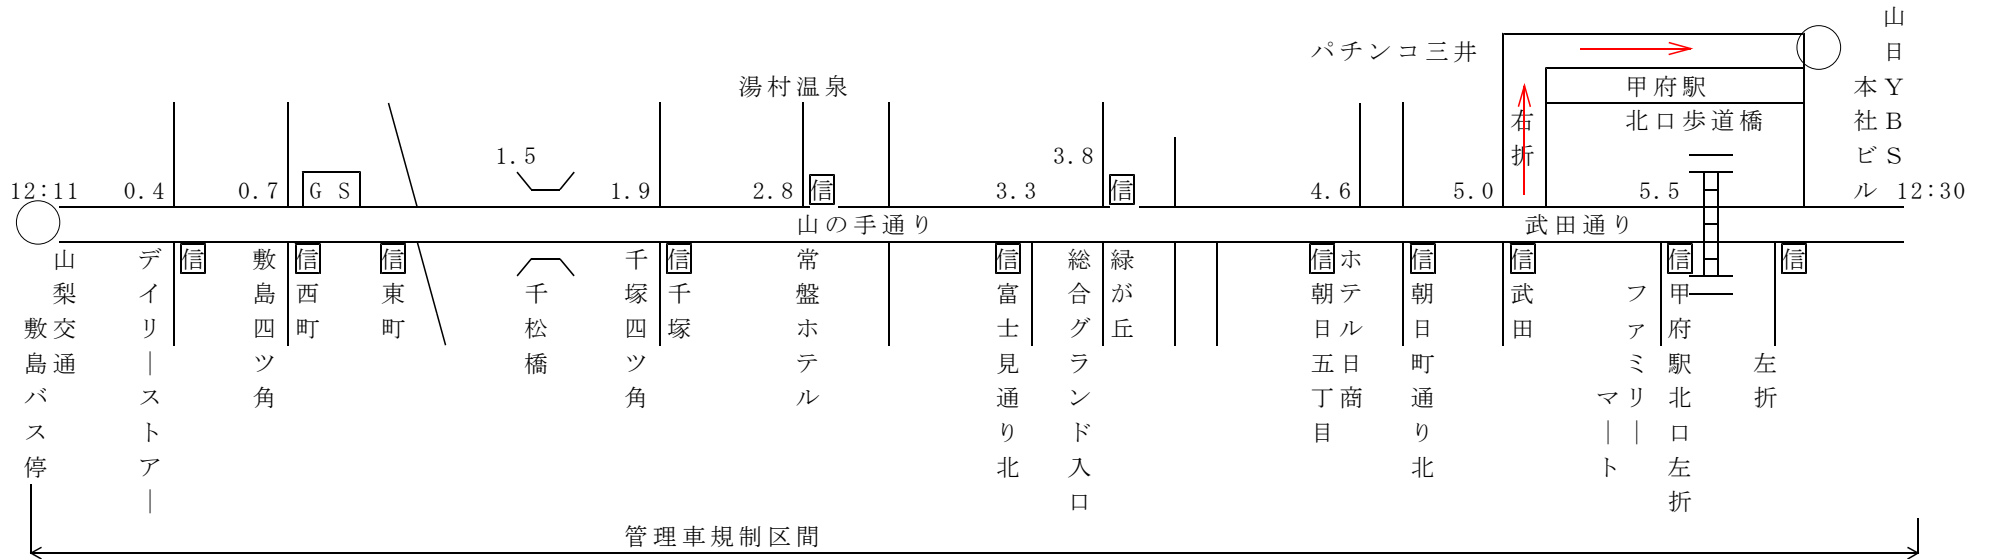 山日YBS
本社ビル
パチンコ三井
湯村温泉
甲府駅
北口歩道橋
右折
1.5
3.8
12:11
0.4
0.7
GS
1.9
2.8
信
3.3
信
4.6
5.0
5.5
12:30
山の手通り
武田通り
山梨交通
敷島バス停
デイリーストアー
信
敷島四ツ角
信
西町
信
東町
千松橋
千塚四ツ角
信
千塚
常盤ホテル
信
富士見通り北
総合グランド入口
緑が丘
信
朝日五丁目
ホテル日商
信
朝日町通り北
信
武田
ファミリー
マート
信
甲府駅北口左折
左折
信
管理車規制区間